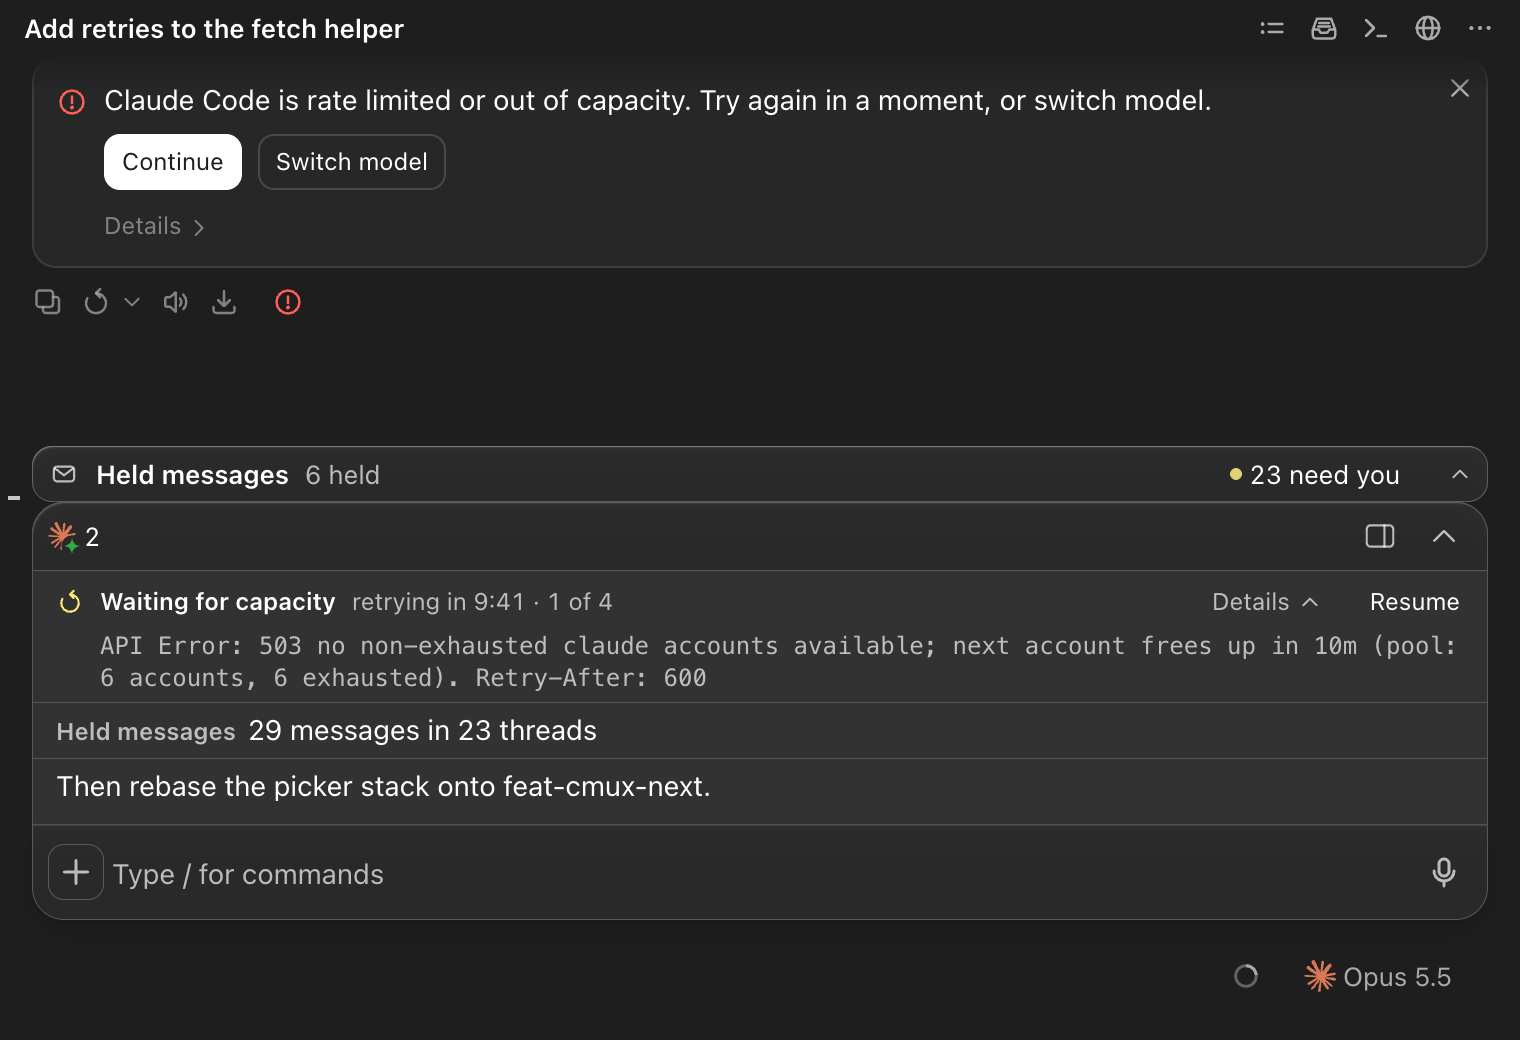 Add retries to the fetch helper
Claude Code is rate limited or out of capacity. Try again in a moment, or switch model.
Continue
Switch model
Details
Held messages 6 held
23 need you
2
Waiting for capacity retrying in 9:41 · 1 of 4
Details
Resume
API Error: 503 no non-exhausted claude accounts available; next account frees up in 10m (pool:
6 accounts, 6 exhausted). Retry-After: 600
Held messages 29 messages in 23 threads
Then rebase the picker stack onto feat-cmux-next.
Type / for commands
Opus 5.5